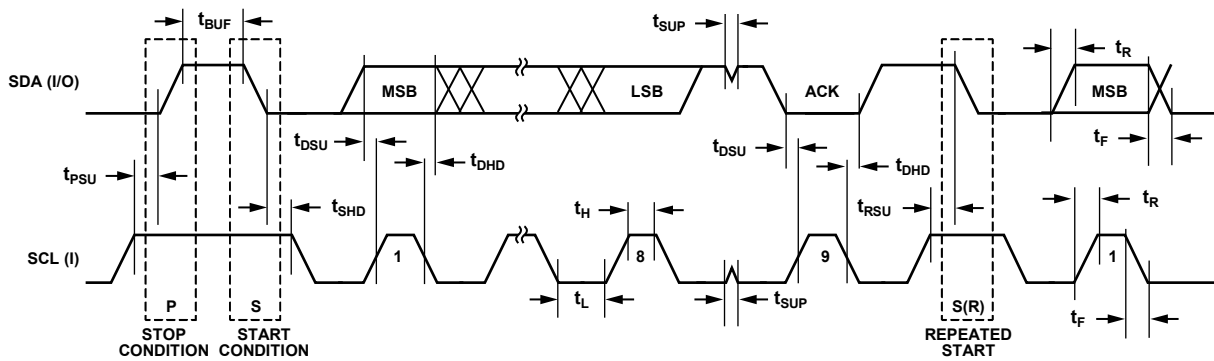 tBUF
tSUP
tR
SDA (I/O)
MSB
LSB
ACK
MSB
tDSU
tDHD
tDSU
tDHD
tF
tPSU
tSHD
tH
tRSU
tR
SCL (I)
1
8
9
1
P
S
tL
tSUP
S(R)
tF
STOP
CONDITION
START
CONDITION
REPEATED
START